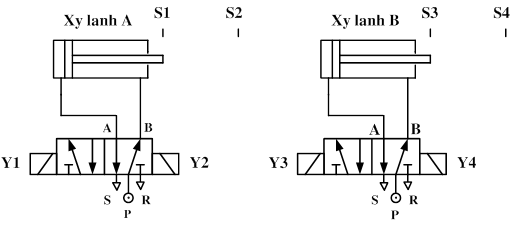 Xy lanh A S1 S2 Xy lanh B S3 S4
A B A B
Y1 Y2 Y3 Y4
S R S R
P P